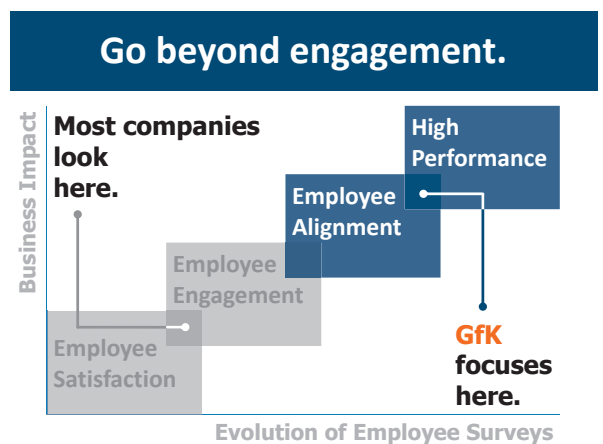 Go beyond engagement.
Business Impact
Most companies
look
here.
High
Performance
Employee
Alignment
Employee
Engagement
Employee
Satisfaction
GfK
focuses
here.
Evolution of Employee Surveys